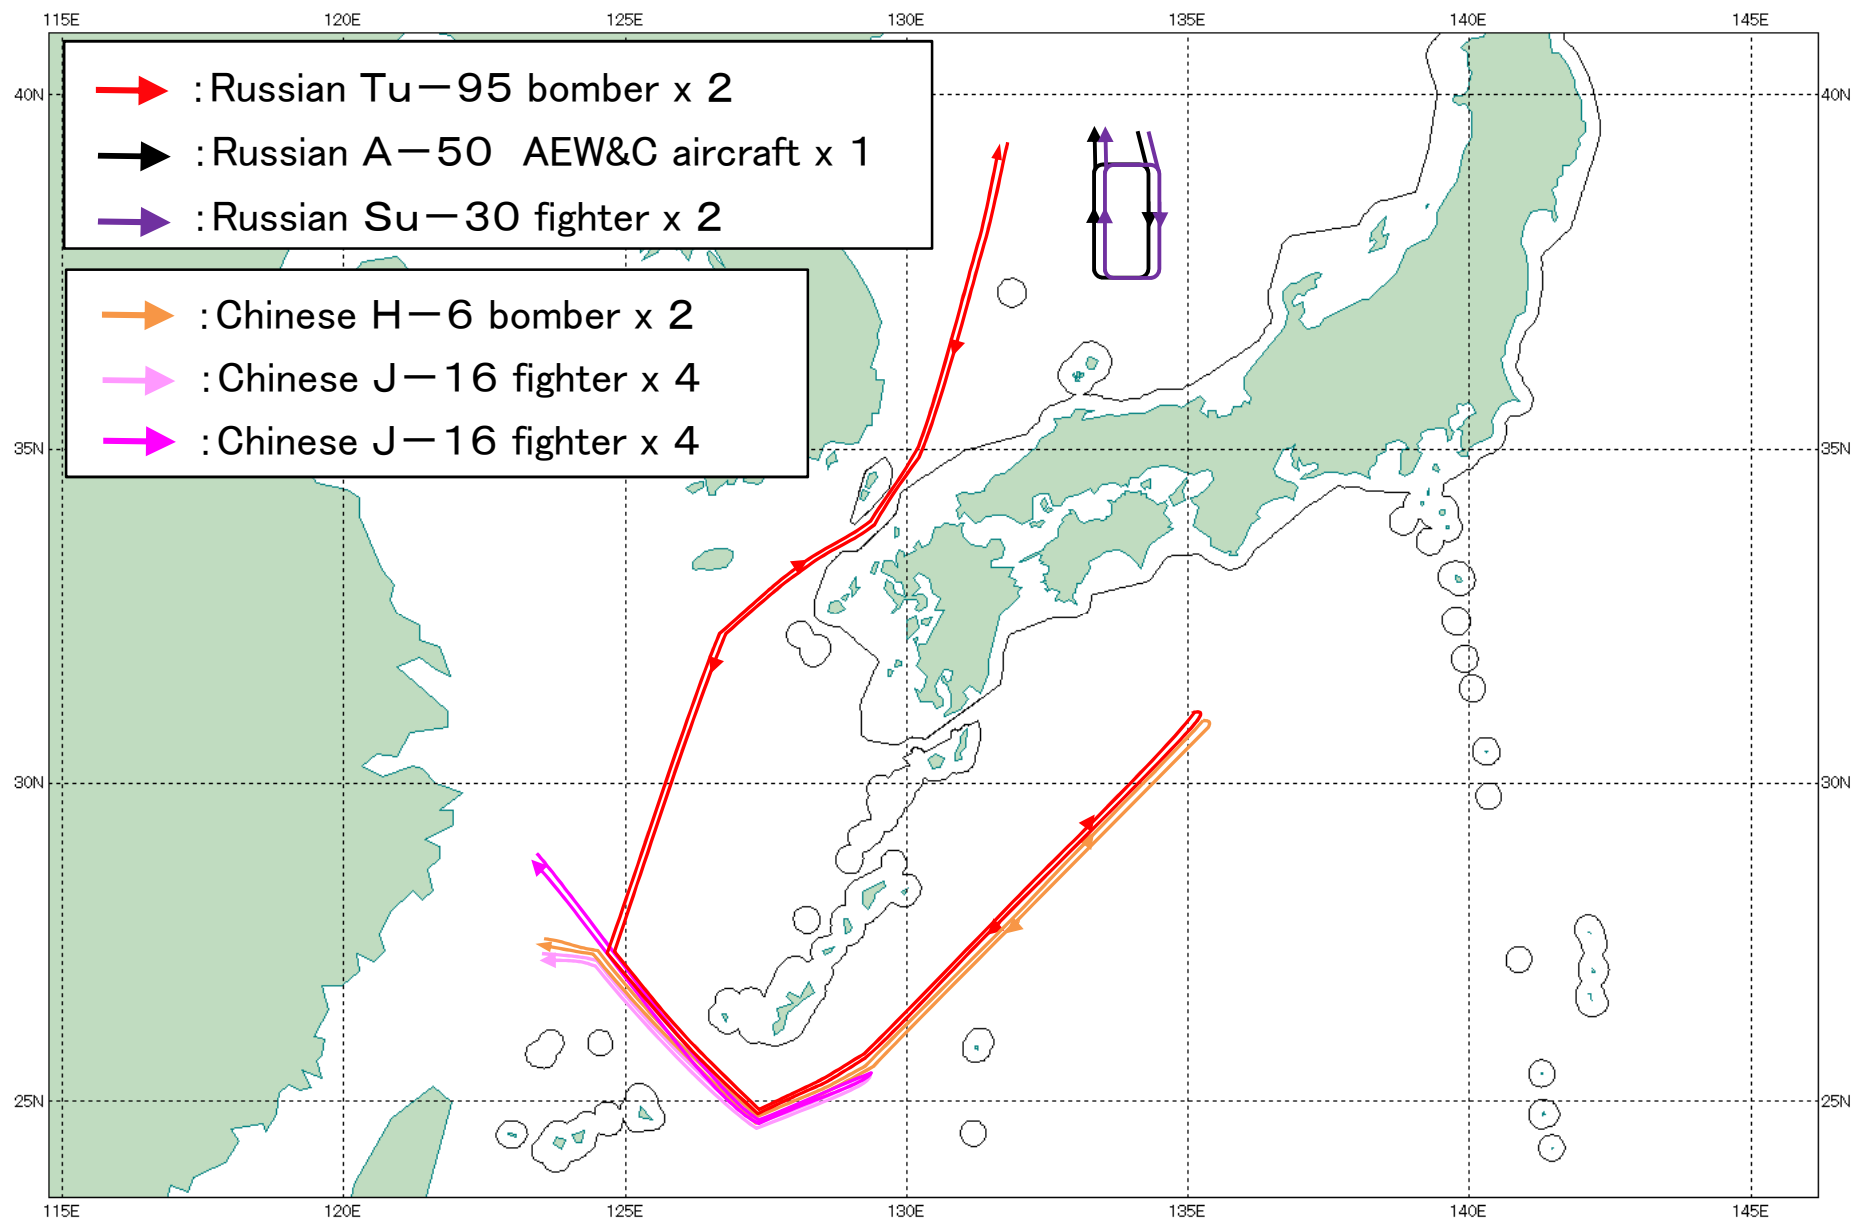 115E 120E 125E 130E 135E 140E 145E
:Russian Tu－95 bomber x 2
40N 40N
:Russian A－50 AEW&C aircraft x 1
:Russian Su－30 fighter x 2
:Chinese H－6 bomber x 2
:Chinese J－16 fighter x 4
:Chinese J－16 fighter x 4
35N 35N
30N 30N
25N 25N
115E 120E 125E 130E 135E 140E 145E